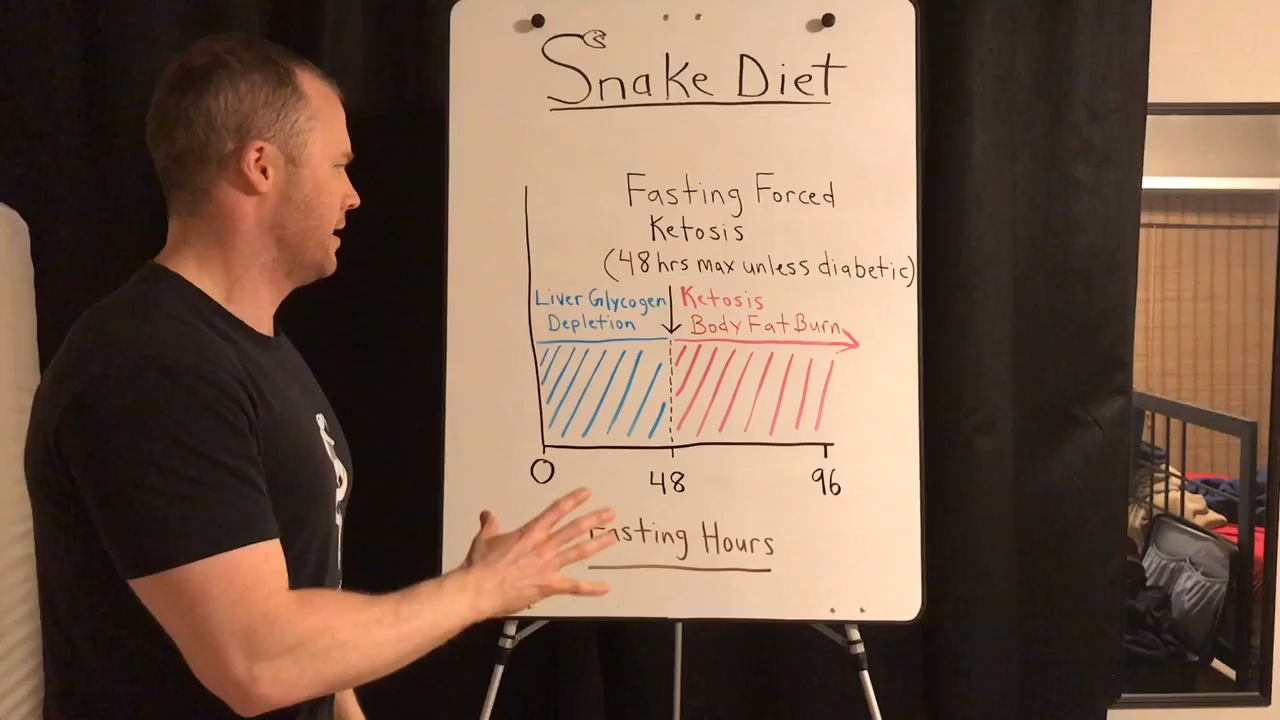 Snake Diet
Fasting Forced
Ketosis
(48 hrs max unless diabetic)
Liver Glycogen
Depletion
Ketosis
Body Fat Burn
0 48 96
Fasting Hours